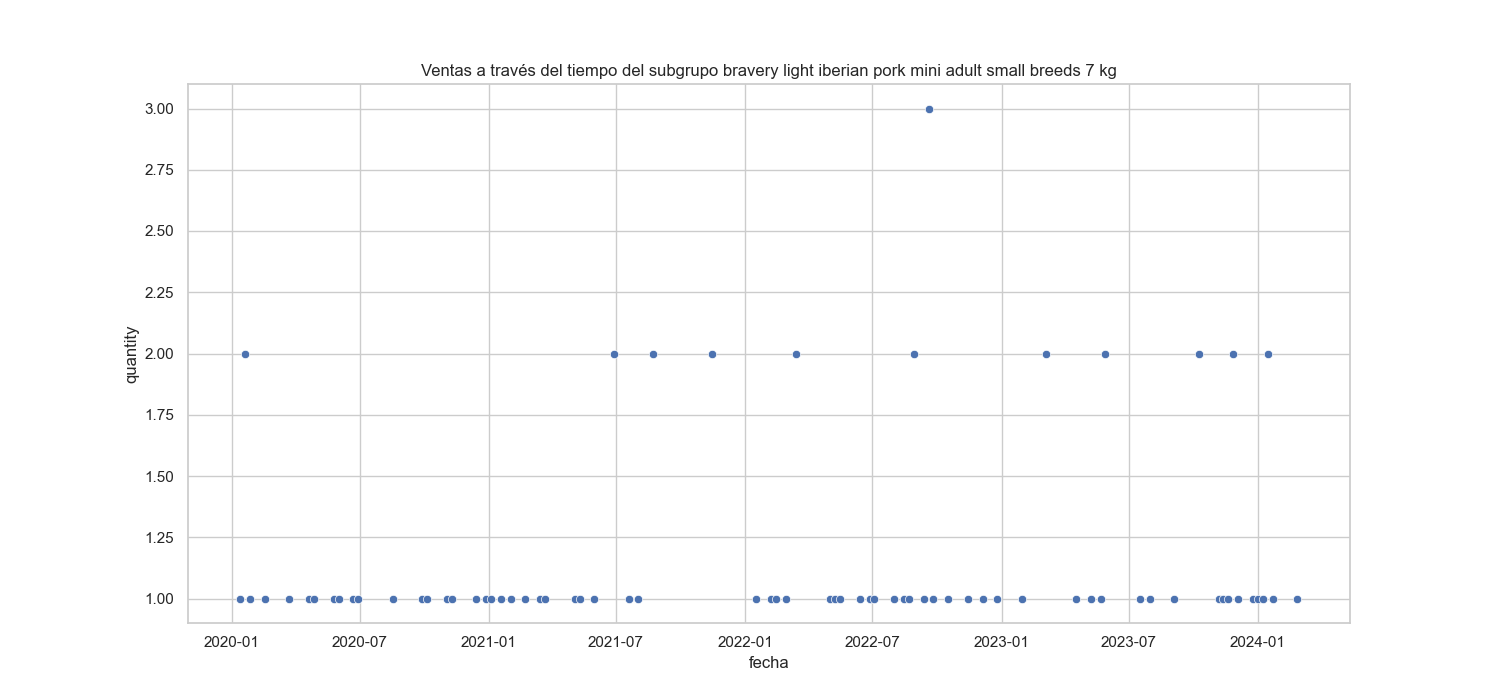 Ventas a través del tiempo del subgrupo bravery light iberian pork mini adult small breeds 7 kg
3.00
2.75
2.50
2.25
2.00
1.75
1.50
1.25
1.00
quantity
2020-01 2020-07 2021-01 2021-07 2022-01 2022-07 2023-01 2023-07 2024-01
fecha